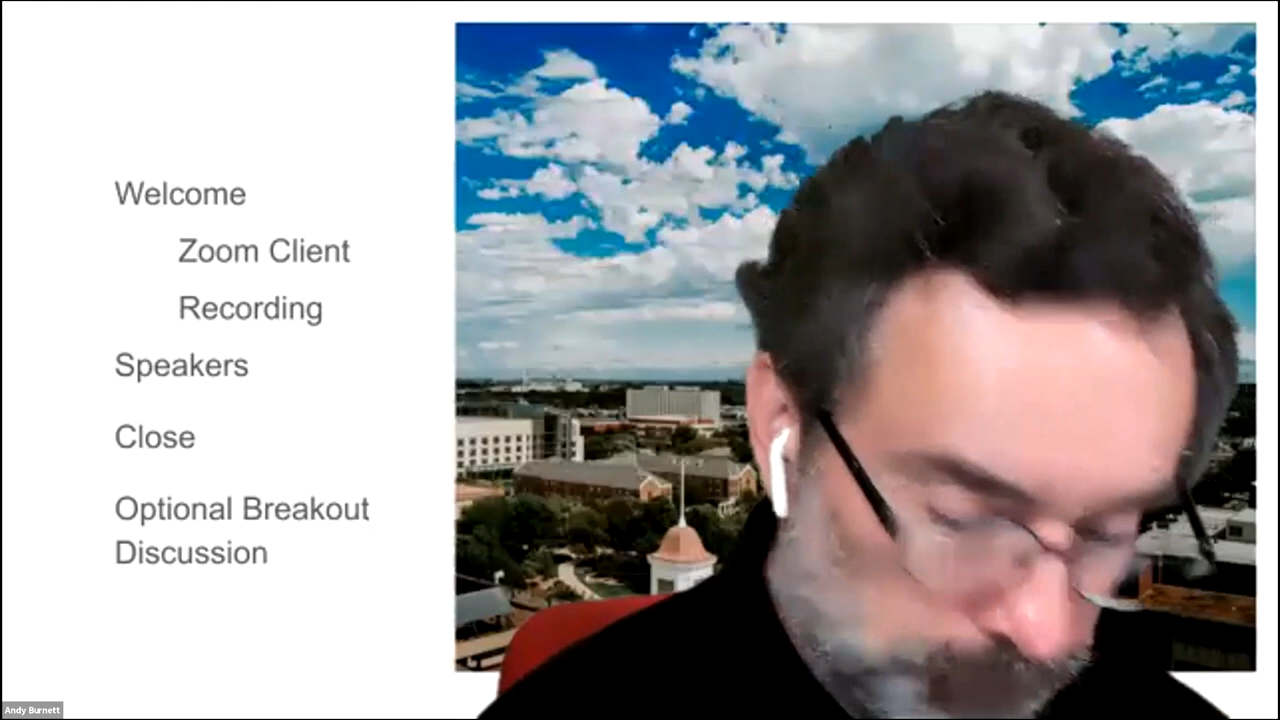 Welcome
Zoom Client
Recording
Speakers
Close
Optional Breakout
Discussion
Andy Burnett